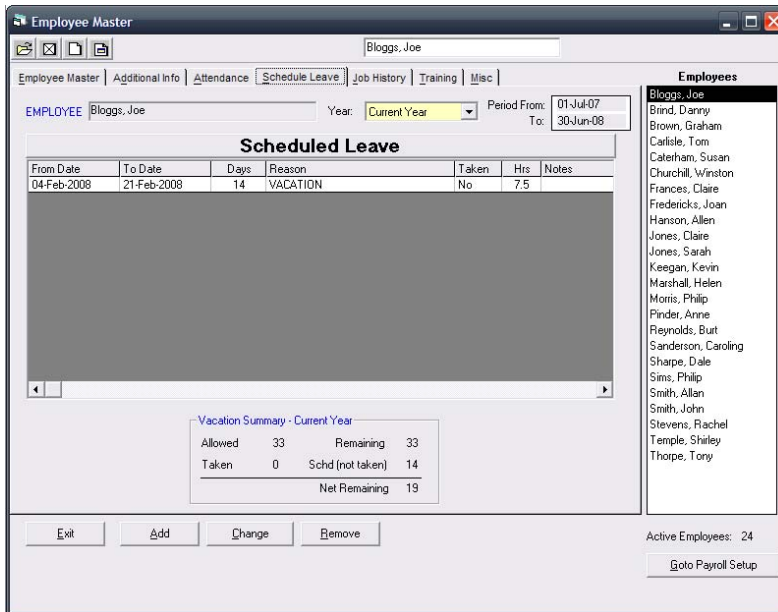 Employee Master
Bloggs, Joe
Employee Master Additional Info Attendance Schedule Leave Job History Training Misc
EMPLOYEE Bloggs, Joe Year: Current Year Period From: 01-Jul-07
To: 30-Jun-08
Scheduled Leave
From Date To Date Days Reason Taken Hrs Notes
04-Feb-2008 21-Feb-2008 14 VACATION No 7.5
Vacation Summary - Current Year
Allowed 33 Remaining 33
Taken 0 Schd (not taken) 14
Net Remaining 19
Exit Add Change Remove
Employees
Bloggs, Joe
Brind, Danny
Brown, Graham
Carlisle, Tom
Caterham, Susan
Churchill, Winston
Frances, Claire
Fredericks, Joan
Hanson, Allen
Jones, Claire
Jones, Sarah
Keegan, Kevin
Marshall, Helen
Morris, Philip
Pinder, Anne
Reynolds, Burt
Sanderson, Caroling
Sharpe, Dale
Sims, Philip
Smith, Allan
Smith, John
Stevens, Rachel
Temple, Shirley
Thorpe, Tony
Active Employees: 24
Goto Payroll Setup